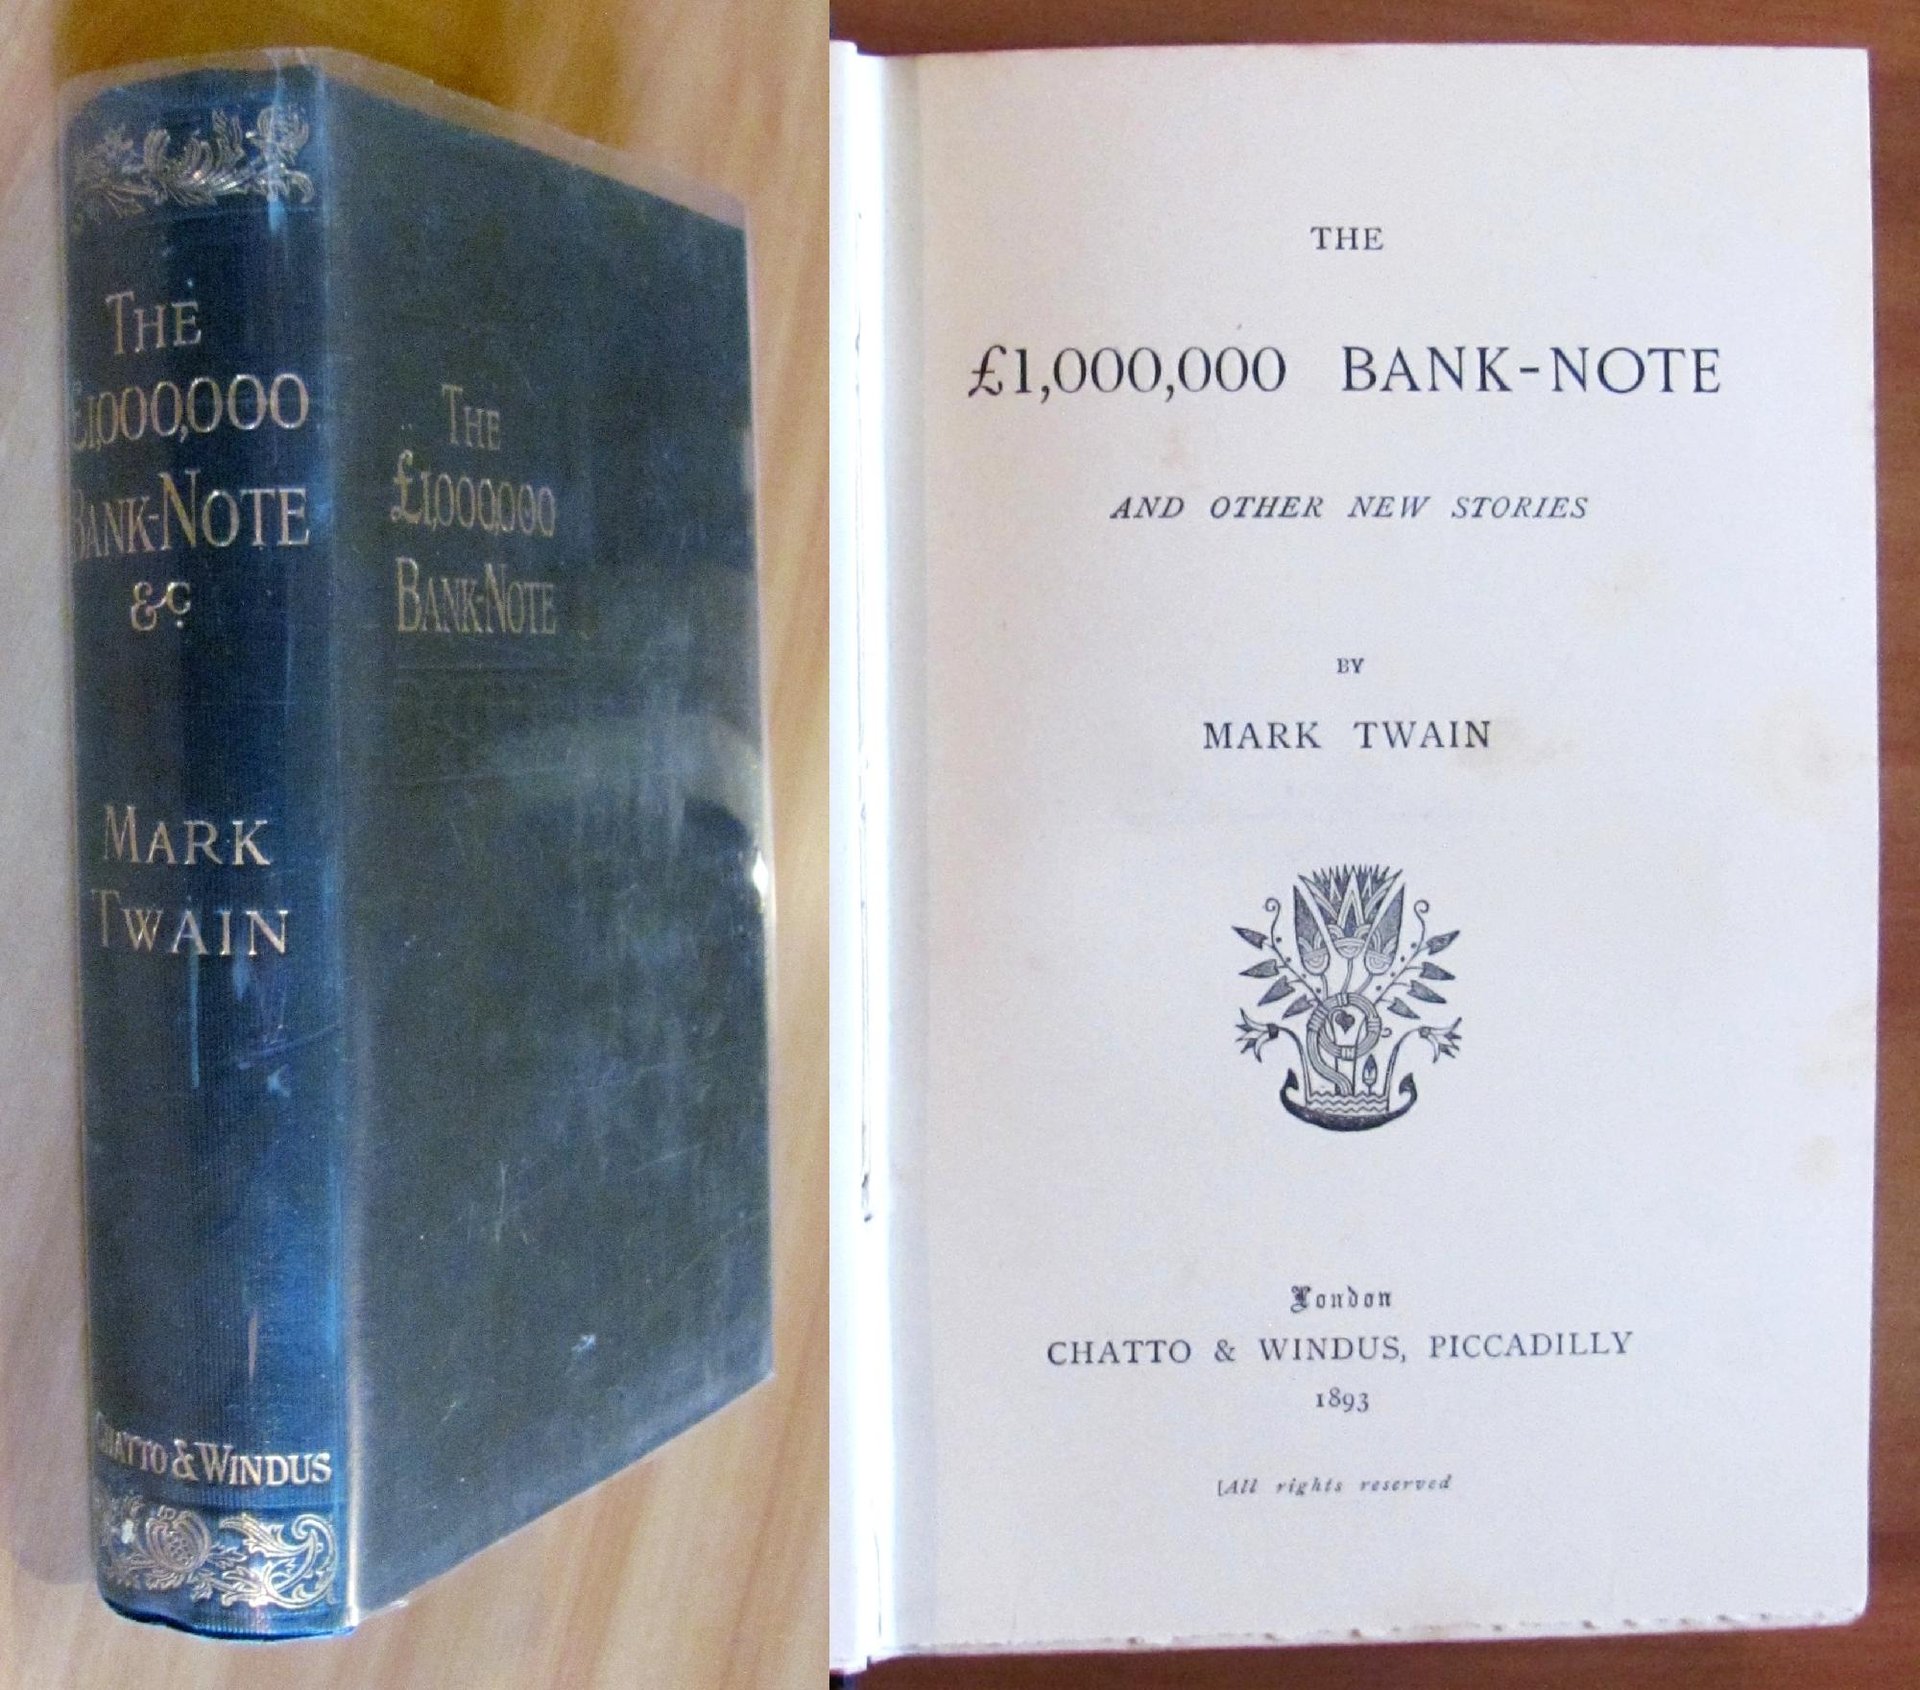 THE
£1,000,000
BANK-NOTE
&C.
MARK
TWAIN
CHATTO & WINDUS
THE
£1,000,000
BANK-NOTE
THE
£1,000,000 BANK-NOTE
AND OTHER NEW STORIES
BY
MARK TWAIN
London
CHATTO & WINDUS, PICCADILLY
1893
[All rights reserved